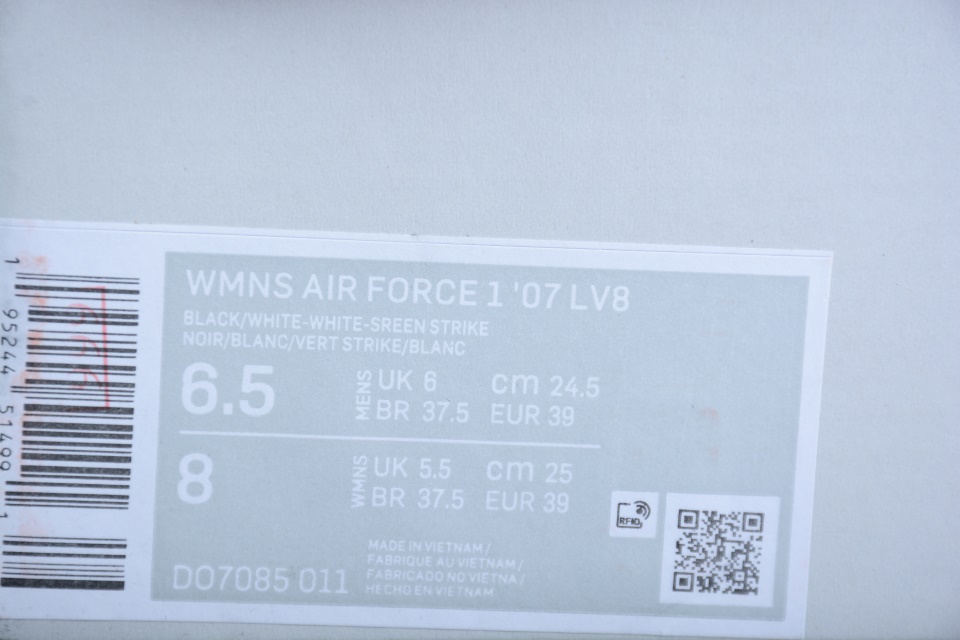 WMNS AIR FORCE 1 '07 LV8
BLACK/WHITE-WHITE-SREEN STRIKE
NOIR/BLANC/VERT STRIKE/BLANC
6.5 MENS UK 6 cm 24.5
BR 37.5 EUR 39
8 WMNS UK 5.5 cm 25
BR 37.5 EUR 39
DO7085 011
MADE IN VIETNAM /
FABRIQUE AU VIETNAM /
FABRICADO NO VIETNA /
HECHO EN VIETNAM
RFID
1 95244 51499 1